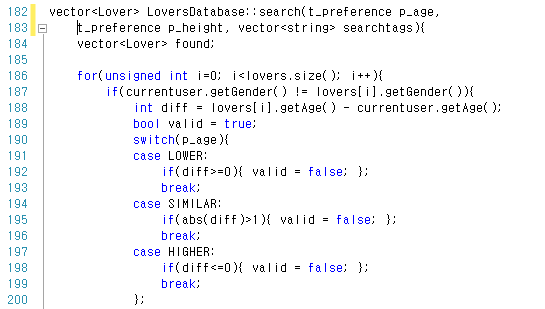 182 vector<Lover> LoversDatabase::search(t_preference p_age,
183     t_preference p_height, vector<string> searchtags){
184     vector<Lover> found;
185
186     for(unsigned int i=0; i<lovers.size(); i++){
187         if(currentuser.getGender() != lovers[i].getGender()){
188             int diff = lovers[i].getAge() - currentuser.getAge();
189             bool valid = true;
190             switch(p_age){
191             case LOWER:
192                 if(diff>=0){ valid = false; };
193                 break;
194             case SIMILAR:
195                 if(abs(diff)>1){ valid = false; };
196                 break;
197             case HIGHER:
198                 if(diff<=0){ valid = false; };
199                 break;
200             };